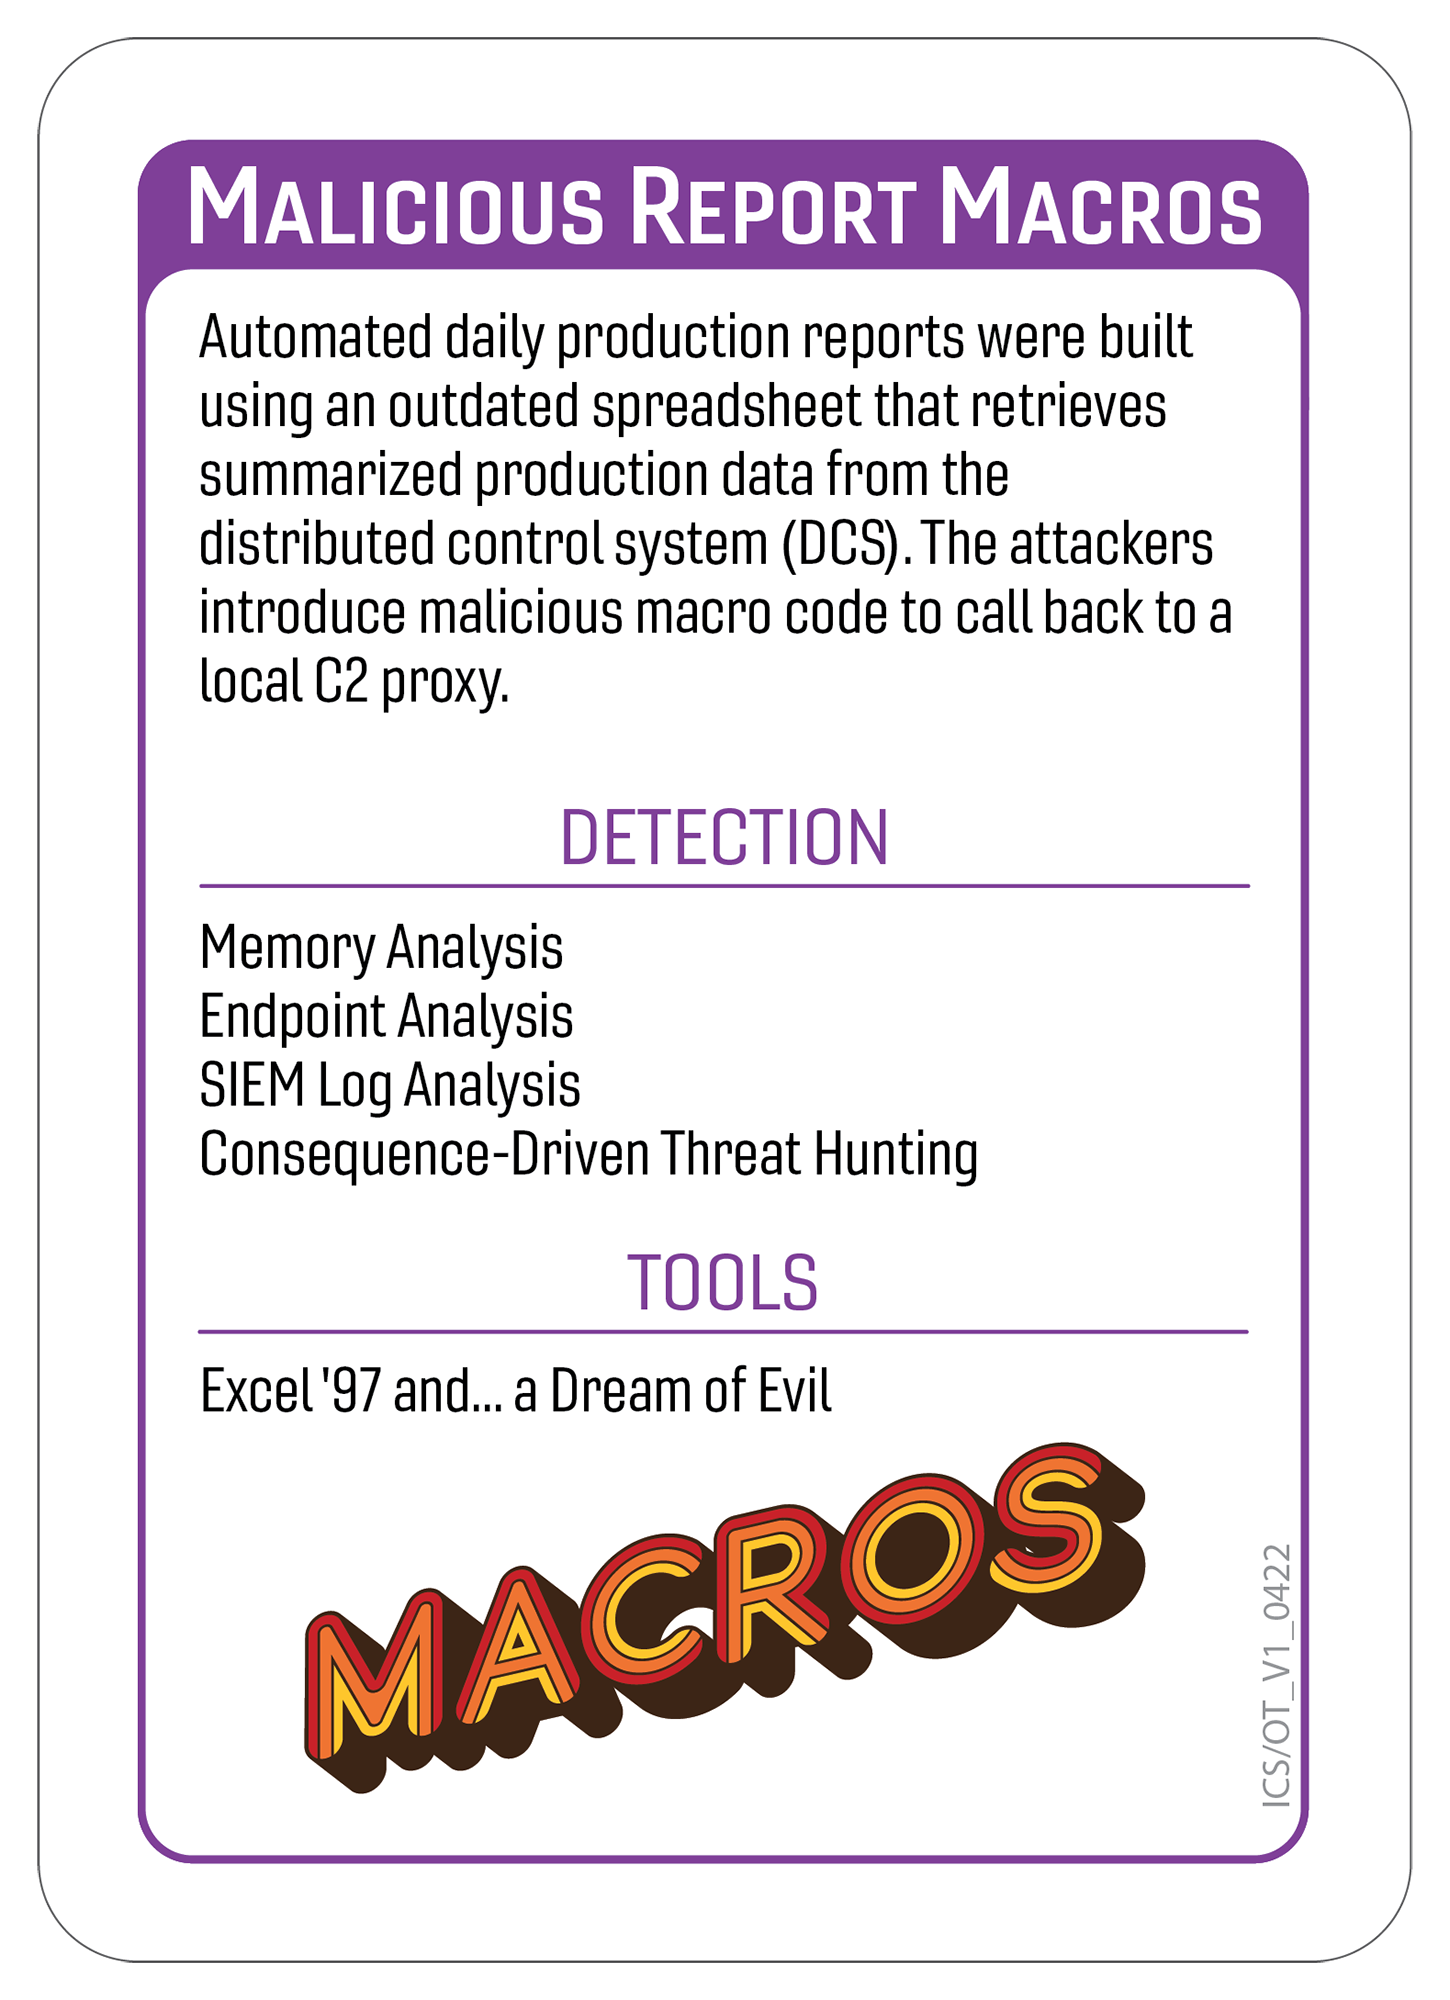 Malicious Report Macros
Automated daily production reports were built
using an outdated spreadsheet that retrieves
summarized production data from the
distributed control system (DCS). The attackers
introduce malicious macro code to call back to a
local C2 proxy.
DETECTION
Memory Analysis
Endpoint Analysis
SIEM Log Analysis
Consequence-Driven Threat Hunting
TOOLS
Excel '97 and... a Dream of Evil
MACROS
ICS/OT_V1_0422